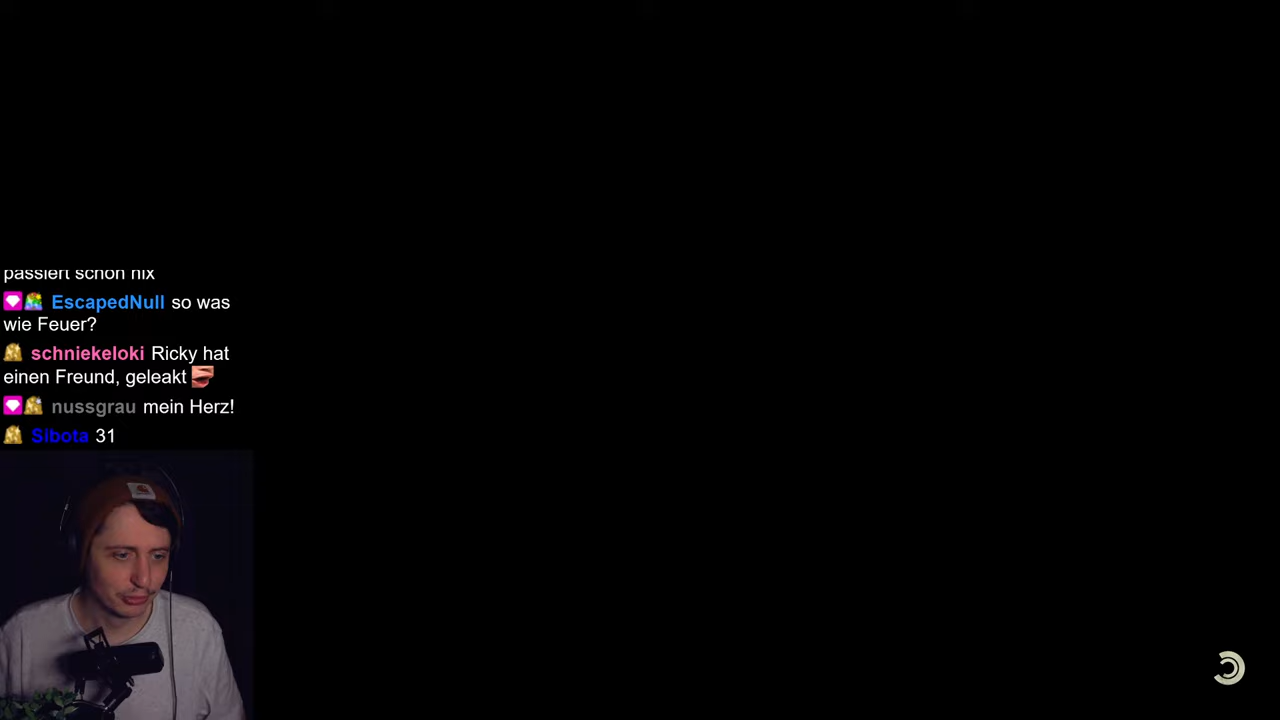 passiert schon nix
EscapedNull so was
wie Feuer?
schniekeloki Ricky hat
einen Freund, geleakt
nussgrau mein Herz!
Sibota 31